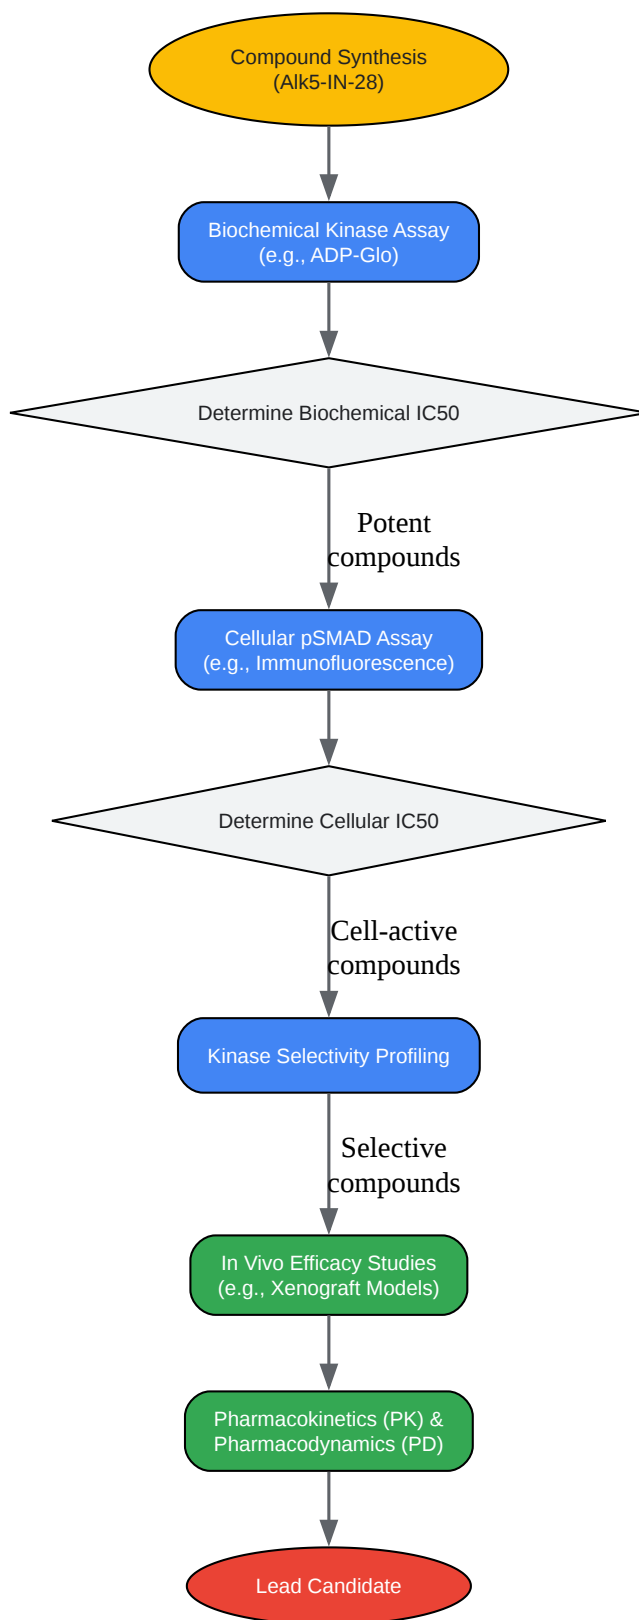 Compound Synthesis
(Alk5-IN-28)
Biochemical Kinase Assay
(e.g., ADP-Glo)
Determine Biochemical IC50
Potent
compounds
Cellular pSMAD Assay
(e.g., Immunofluorescence)
Determine Cellular IC50
Cell-active
compounds
Kinase Selectivity Profiling
Selective
compounds
In Vivo Efficacy Studies
(e.g., Xenograft Models)
Pharmacokinetics (PK) &
Pharmacodynamics (PD)
Lead Candidate